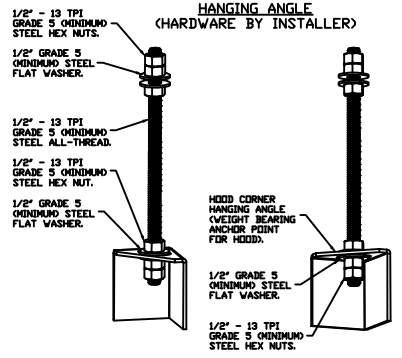 HANGING ANGLE
(HARDWARE BY INSTALLER)
1/2" - 13 TPI
GRADE 5 (MINIMUM)
STEEL HEX NUTS.
1/2" GRADE 5
(MINIMUM) STEEL
FLAT WASHER.
1/2" - 13 TPI
GRADE 5 (MINIMUM)
STEEL ALL-THREAD.
1/2" - 13 TPI
GRADE 5 (MINIMUM)
STEEL HEX NUT.
1/2" GRADE 5
(MINIMUM) STEEL
FLAT WASHER.
HOOD CORNER
HANGING ANGLE
(WEIGHT BEARING
ANCHOR POINT
FOR HOOD).
1/2" GRADE 5
(MINIMUM) STEEL
FLAT WASHER.
1/2" - 13 TPI
GRADE 5 (MINIMUM)
STEEL HEX NUTS.